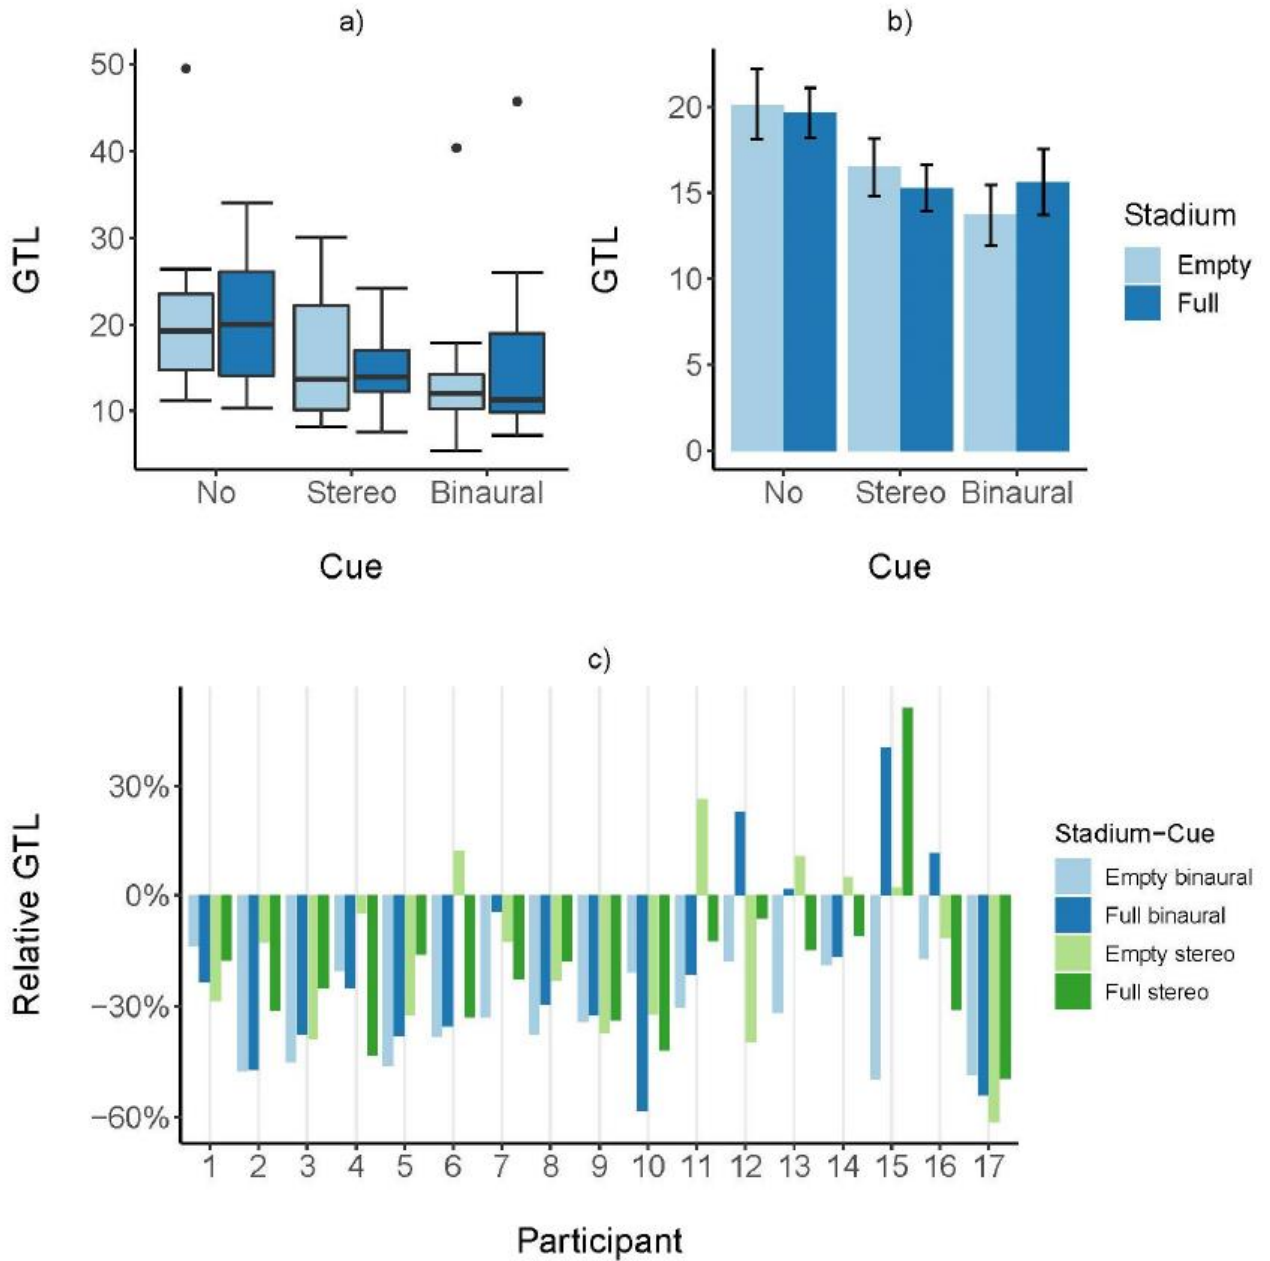 a)
GTL
50
40
30
20
10
No Stereo Binaural
Cue
b)
GTL
20
15
10
5
0
No Stereo Binaural
Cue
Stadium
Empty
Full
c)
Relative GTL
30%
0%
−30%
−60%
1 2 3 4 5 6 7 8 9 10 11 12 13 14 15 16 17
Participant
Stadium−Cue
Empty binaural
Full binaural
Empty stereo
Full stereo